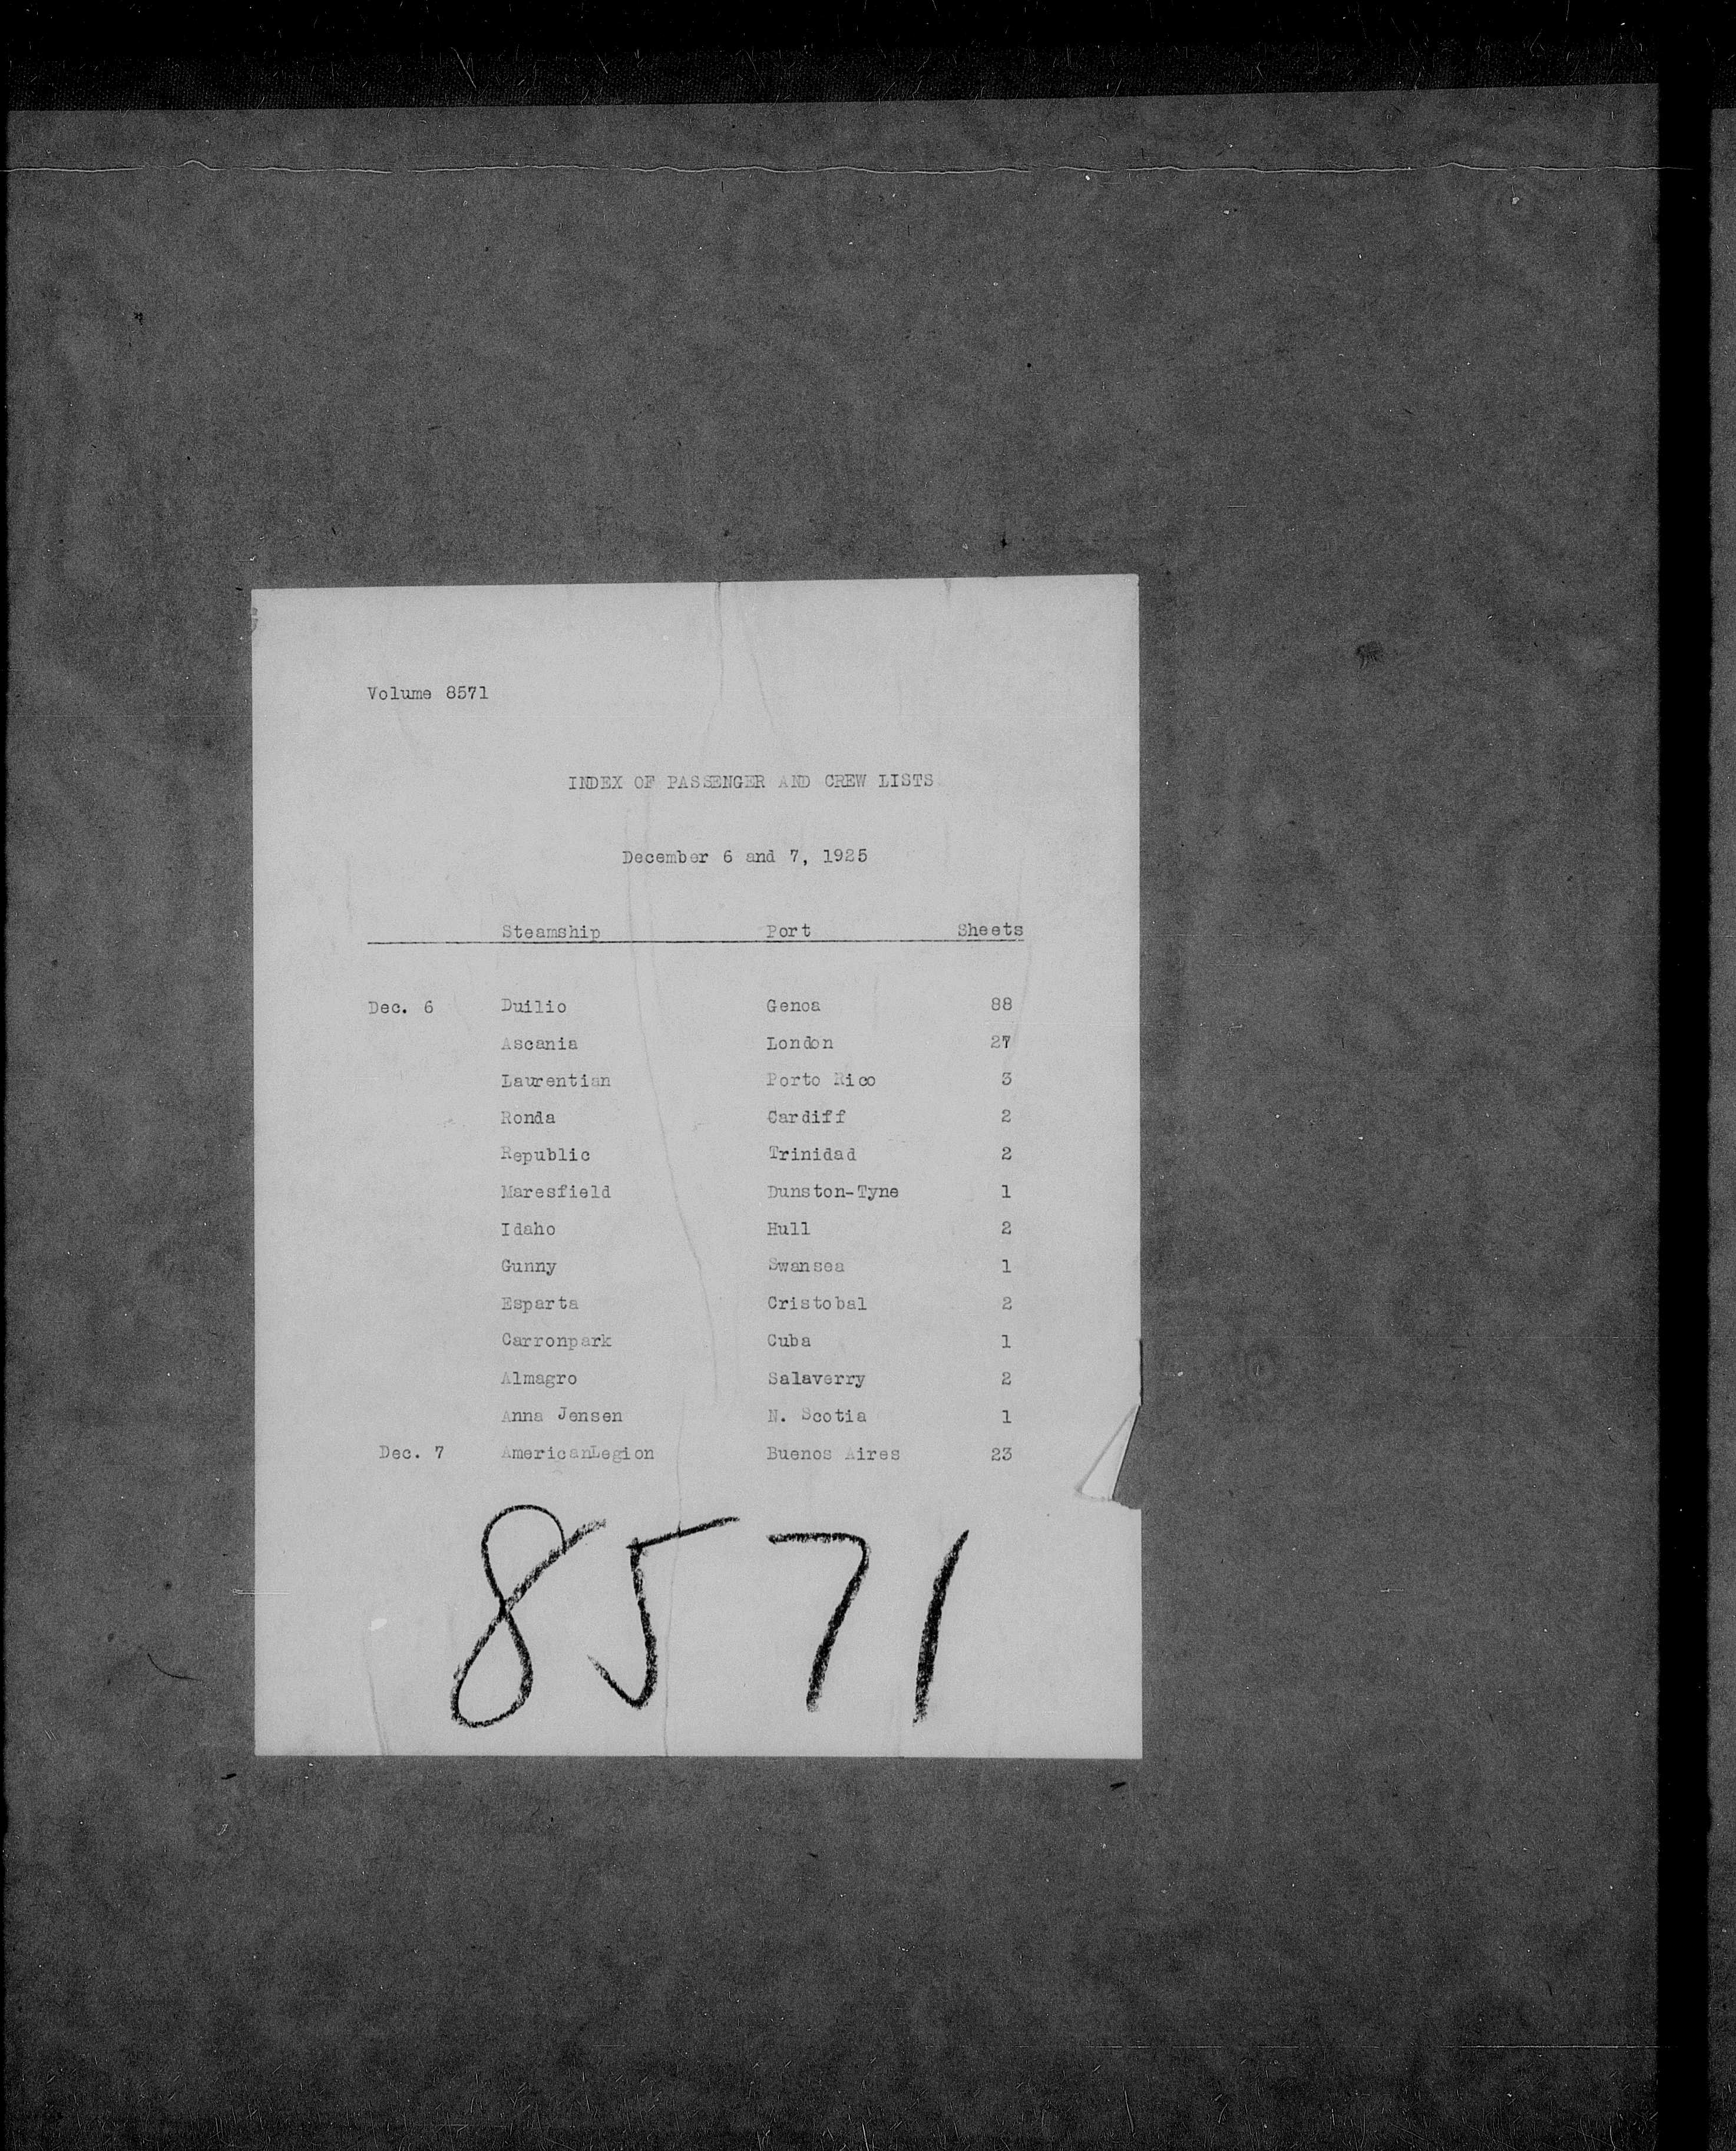 Volume 8571
INDEX OF PASSENGER AND CREW LISTS
December 6 and 7, 1925
Steamship Port Sheets
Dec. 6 Duilio Genoa 88
Ascania London 27
Laurentian Porto Rico 3
Ronda Cardiff 2
Republic Trinidad 2
Maresfield Dunston-Tyne 1
Idaho Hull 2
Gunny Swansea 1
Esparta Cristobal 2
Carronpark Cuba 1
Almagro Salaverry 2
Anna Jensen N. Scotia 1
Dec. 7 AmericanLegion Buenos Aires 23
8571